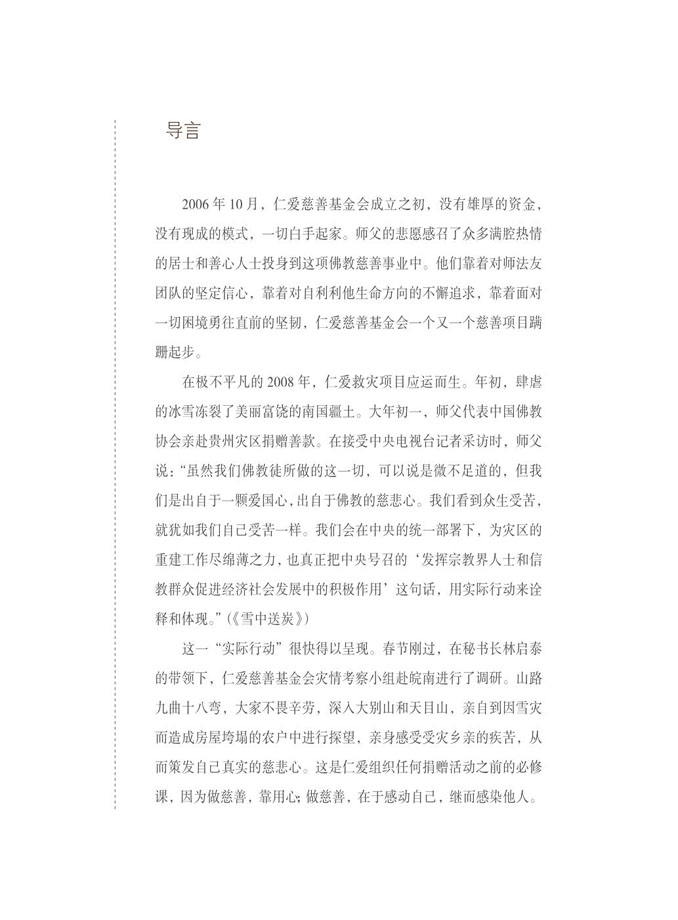 导言
2006 年 10 月，仁爱慈善基金会成立之初，没有雄厚的资金，
没有现成的模式，一切白手起家。师父的悲愿感召了众多满腔热情
的居士和善心人士投身到这项佛教慈善事业中。他们靠着对师法友
团队的坚定信心，靠着对自利利他生命方向的不懈追求，靠着面对
一切困境勇往直前的坚韧，仁爱慈善基金会一个又一个慈善项目蹒
跚起步。
在极不平凡的 2008 年，仁爱救灾项目应运而生。年初，肆虐
的冰雪冻裂了美丽富饶的南国疆土。大年初一，师父代表中国佛教
协会亲赴贵州灾区捐赠善款。在接受中央电视台记者采访时，师父
说：“虽然我们佛教徒所做的这一切，可以说是微不足道的，但我
们是出自于一颗爱国心，出自于佛教的慈悲心。我们看到众生受苦，
就犹如我们自己受苦一样。我们会在中央的统一部署下，为灾区的
重建工作尽绵薄之力，也真正把中央号召的‘发挥宗教界人士和信
教群众促进经济社会发展中的积极作用’这句话，用实际行动来诠
释和体现。”（《雪中送炭》）
这一“实际行动”很快得以呈现。春节刚过，在秘书长林启泰
的带领下，仁爱慈善基金会灾情考察小组赴皖南进行了调研。山路
九曲十八弯，大家不畏辛劳，深入大别山和天目山，亲自到因雪灾
而造成房屋垮塌的农户中进行探望，亲身感受受灾乡亲的疾苦，从
而策发自己真实的慈悲心。这是仁爱组织任何捐赠活动之前的必修
课，因为做慈善，靠用心；做慈善，在于感动自己，继而感染他人。